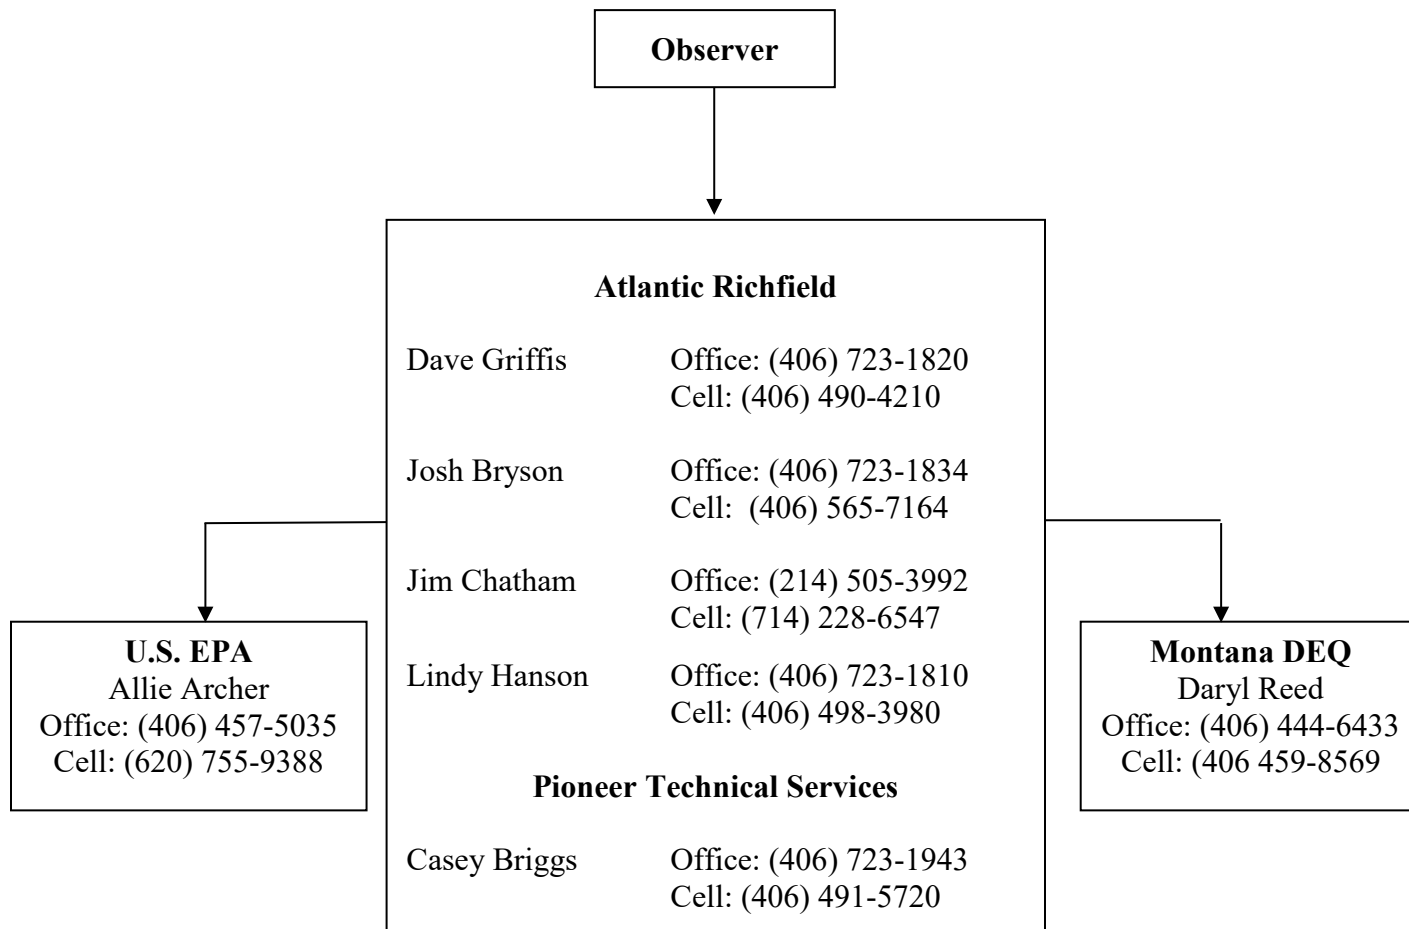 Observer
Atlantic Richfield
Dave Griffis Office: (406) 723-1820
Cell: (406) 490-4210
Josh Bryson Office: (406) 723-1834
Cell:  (406) 565-7164
Jim Chatham Office: (214) 505-3992
Cell: (714) 228-6547
Lindy Hanson Office: (406) 723-1810
Cell: (406) 498-3980
Pioneer Technical Services
Casey Briggs Office: (406) 723-1943
Cell: (406) 491-5720
U.S. EPA
Allie Archer
Office: (406) 457-5035
Cell: (620) 755-9388
Montana DEQ
Daryl Reed
Office: (406) 444-6433
Cell: (406 459-8569